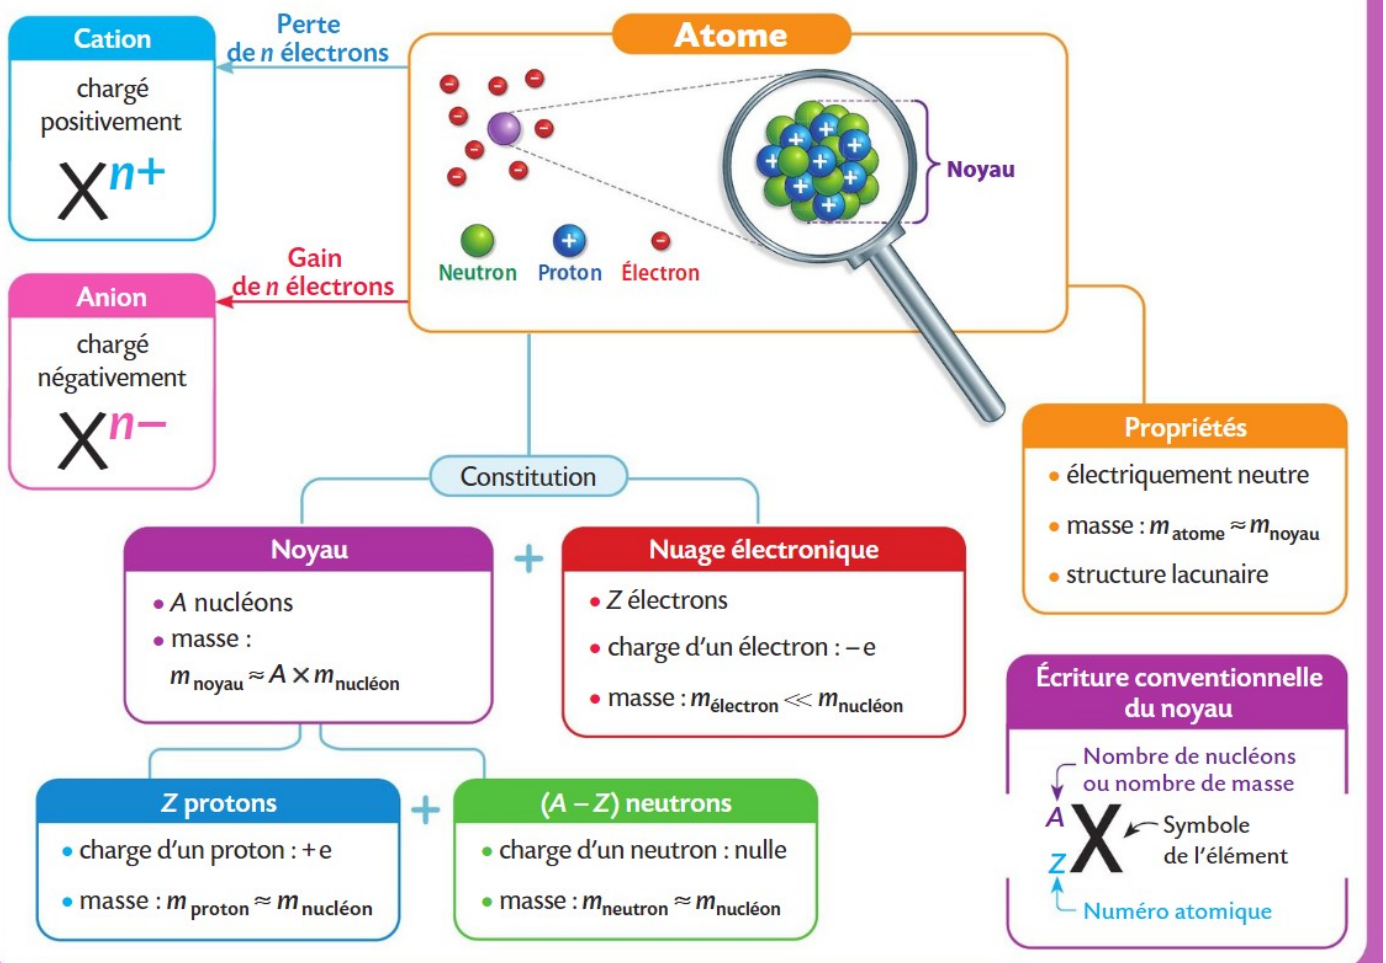 Cation
chargé
positivement
Xn+
Perte
de n électrons
Atome
Noyau
Neutron
Proton
Électron
Gain
de n électrons
Anion
chargé
négativement
Xn−
Constitution
Propriétés
• électriquement neutre
• masse : m atome ≈ m noyau
• structure lacunaire
Noyau
• A nucléons
• masse :
m noyau ≈ A × m nucléon
+
Nuage électronique
• Z électrons
• charge d'un électron : – e
• masse : m électron << m nucléon
Z protons
• charge d'un proton : + e
• masse : m proton ≈ m nucléon
+
(A – Z) neutrons
• charge d'un neutron : nulle
• masse : m neutron ≈ m nucléon
Écriture conventionnelle
du noyau
Nombre de nucléons
ou nombre de masse
A
X
Z
Symbole
de l'élément
Numéro atomique